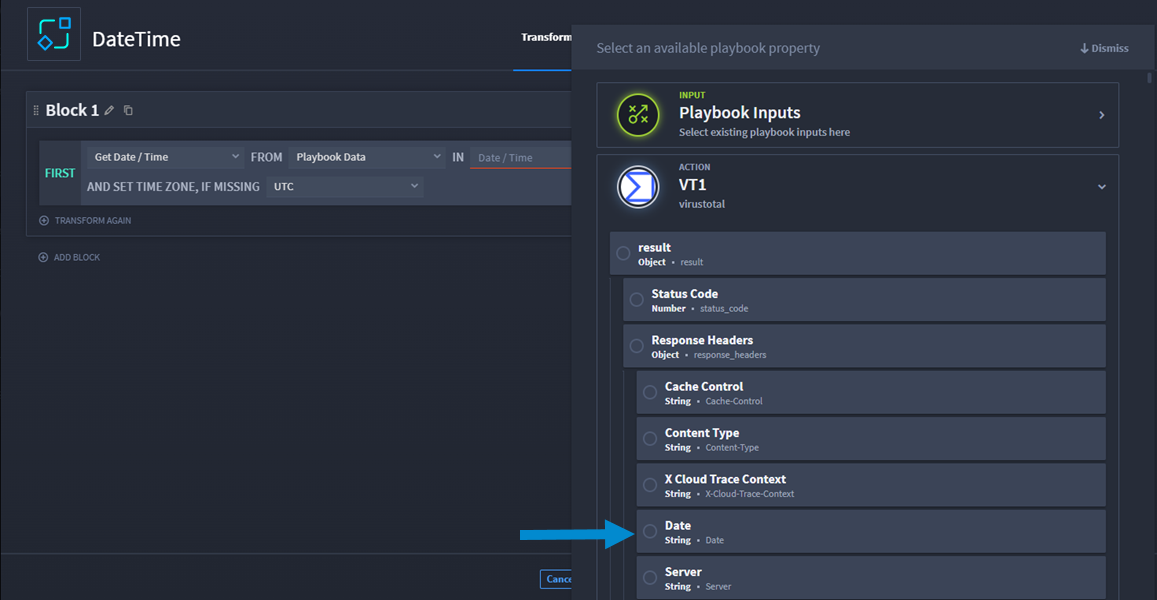 DateTime
Transform
Block 1
FIRST
Get Date / Time FROM Playbook Data IN Date / Time
AND SET TIME ZONE, IF MISSING UTC
TRANSFORM AGAIN
ADD BLOCK
Cance
Select an available playbook property
Dismiss
INPUT
Playbook Inputs
Select existing playbook inputs here
ACTION
VT1
virustotal
result
Object • result
Status Code
Number • status_code
Response Headers
Object • response_headers
Cache Control
String • Cache-Control
Content Type
String • Content-Type
X Cloud Trace Context
String • X-Cloud-Trace-Context
Date
String • Date
Server
String • Server